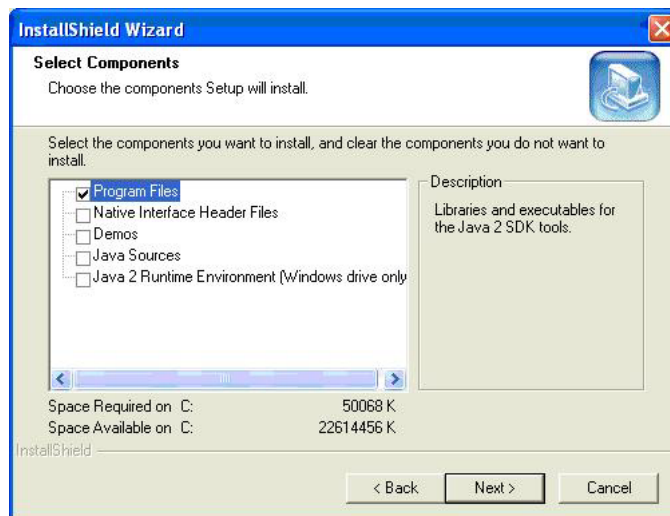 InstallShield Wizard
Select Components
Choose the components Setup will install.
Select the components you want to install, and clear the components you do not want to
install.
Program Files
Native Interface Header Files
Demos
Java Sources
Java 2 Runtime Environment (Windows drive only
Description
Libraries and executables for
the Java 2 SDK tools.
Space Required on C: 50068 K
Space Available on C: 22614456 K
InstallShield
< Back Next > Cancel